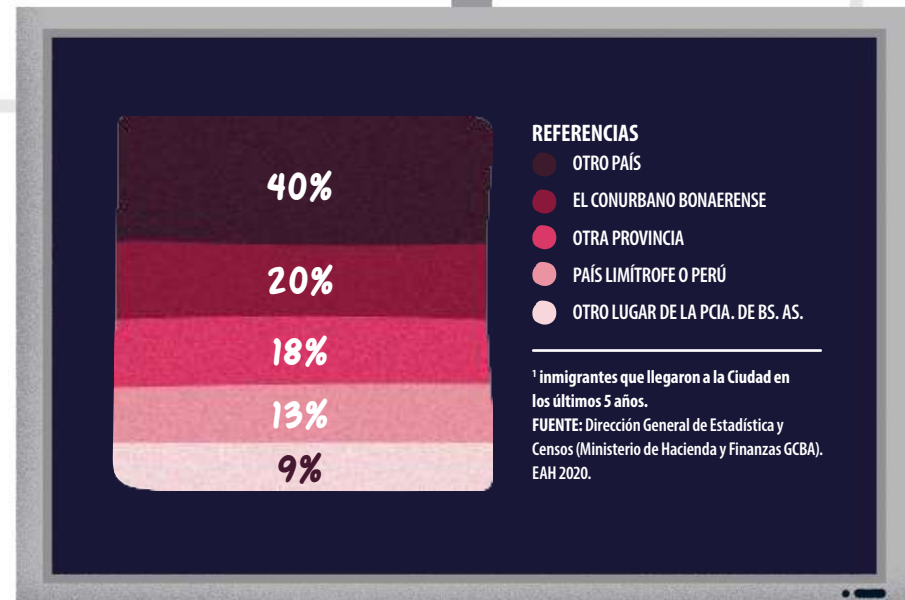 40%
20%
18%
13%
9%
REFERENCIAS
OTRO PAÍS
EL CONURBANO BONAERENSE
OTRA PROVINCIA
PAÍS LIMÍTROFE O PERÚ
OTRO LUGAR DE LA PCIA. DE BS. AS.
¹ inmigrantes que llegaron a la Ciudad en
los últimos 5 años.
FUENTE: Dirección General de Estadística y
Censos (Ministerio de Hacienda y Finanzas GCBA).
EAH 2020.